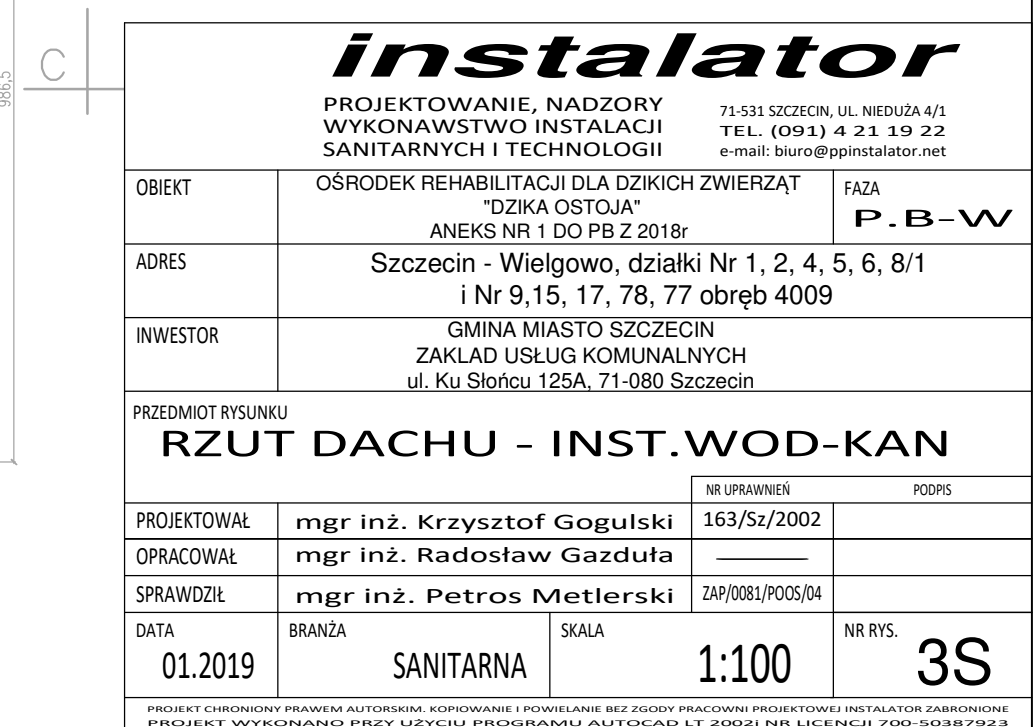 986,5
C
instalator
PROJEKTOWANIE, NADZORY
WYKONAWSTWO INSTALACJI
SANITARNYCH I TECHNOLOGII
71-531 SZCZECIN, UL. NIEDUŻA 4/1
TEL. (091) 4 21 19 22
e-mail: biuro@ppinstalator.net
OBIEKT
OŚRODEK REHABILITACJI DLA DZIKICH ZWIERZĄT
"DZIKA OSTOJA"
ANEKS NR 1 DO PB Z 2018r
FAZA
P.B-W
ADRES
Szczecin - Wielgowo, działki Nr 1, 2, 4, 5, 6, 8/1
i Nr 9,15, 17, 78, 77 obręb 4009
INWESTOR
GMINA MIASTO SZCZECIN
ZAKLAD USŁUG KOMUNALNYCH
ul. Ku Słońcu 125A, 71-080 Szczecin
PRZEDMIOT RYSUNKU
RZUT DACHU - INST.WOD-KAN
NR UPRAWNIEŃ PODPIS
PROJEKTOWAŁ mgr inż. Krzysztof Gogulski 163/Sz/2002
OPRACOWAŁ mgr inż. Radosław Gazduła
SPRAWDZIŁ mgr inż. Petros Metlerski ZAP/0081/POOS/04
DATA
01.2019
BRANŻA
SANITARNA
SKALA
1:100
NR RYS.
3S
PROJEKT CHRONIONY PRAWEM AUTORSKIM. KOPIOWANIE I POWIELANIE BEZ ZGODY PRACOWNI PROJEKTOWEJ INSTALATOR ZABRONIONE
PROJEKT WYKONANO PRZY UŻYCIU PROGRAMU AUTOCAD LT 2002i NR LICENCJI 700-50387923